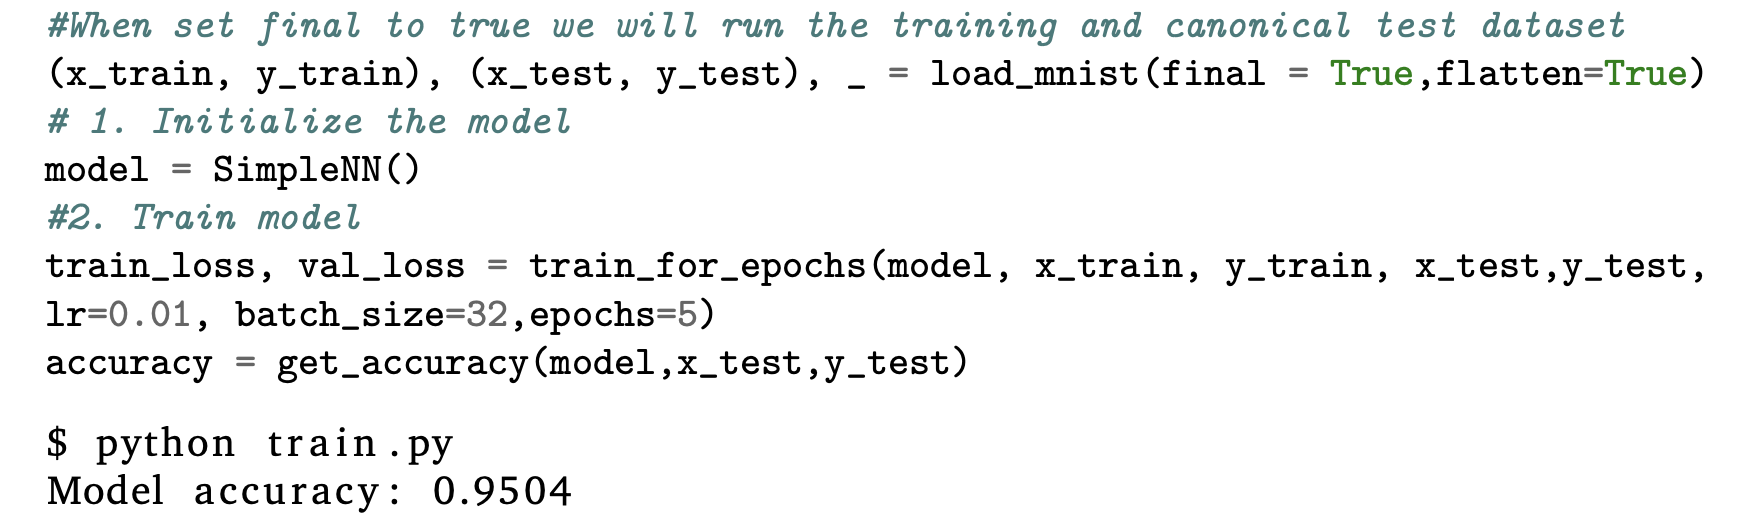 #When set final to true we will run the training and canonical test dataset
(x_train, y_train), (x_test, y_test), _ = load_mnist(final = True,flatten=True)
# 1. Initialize the model
model = SimpleNN()
#2. Train model
train_loss, val_loss = train_for_epochs(model, x_train, y_train, x_test,y_test,
lr=0.01, batch_size=32,epochs=5)
accuracy = get_accuracy(model,x_test,y_test)
$ python train.py
Model accuracy: 0.9504